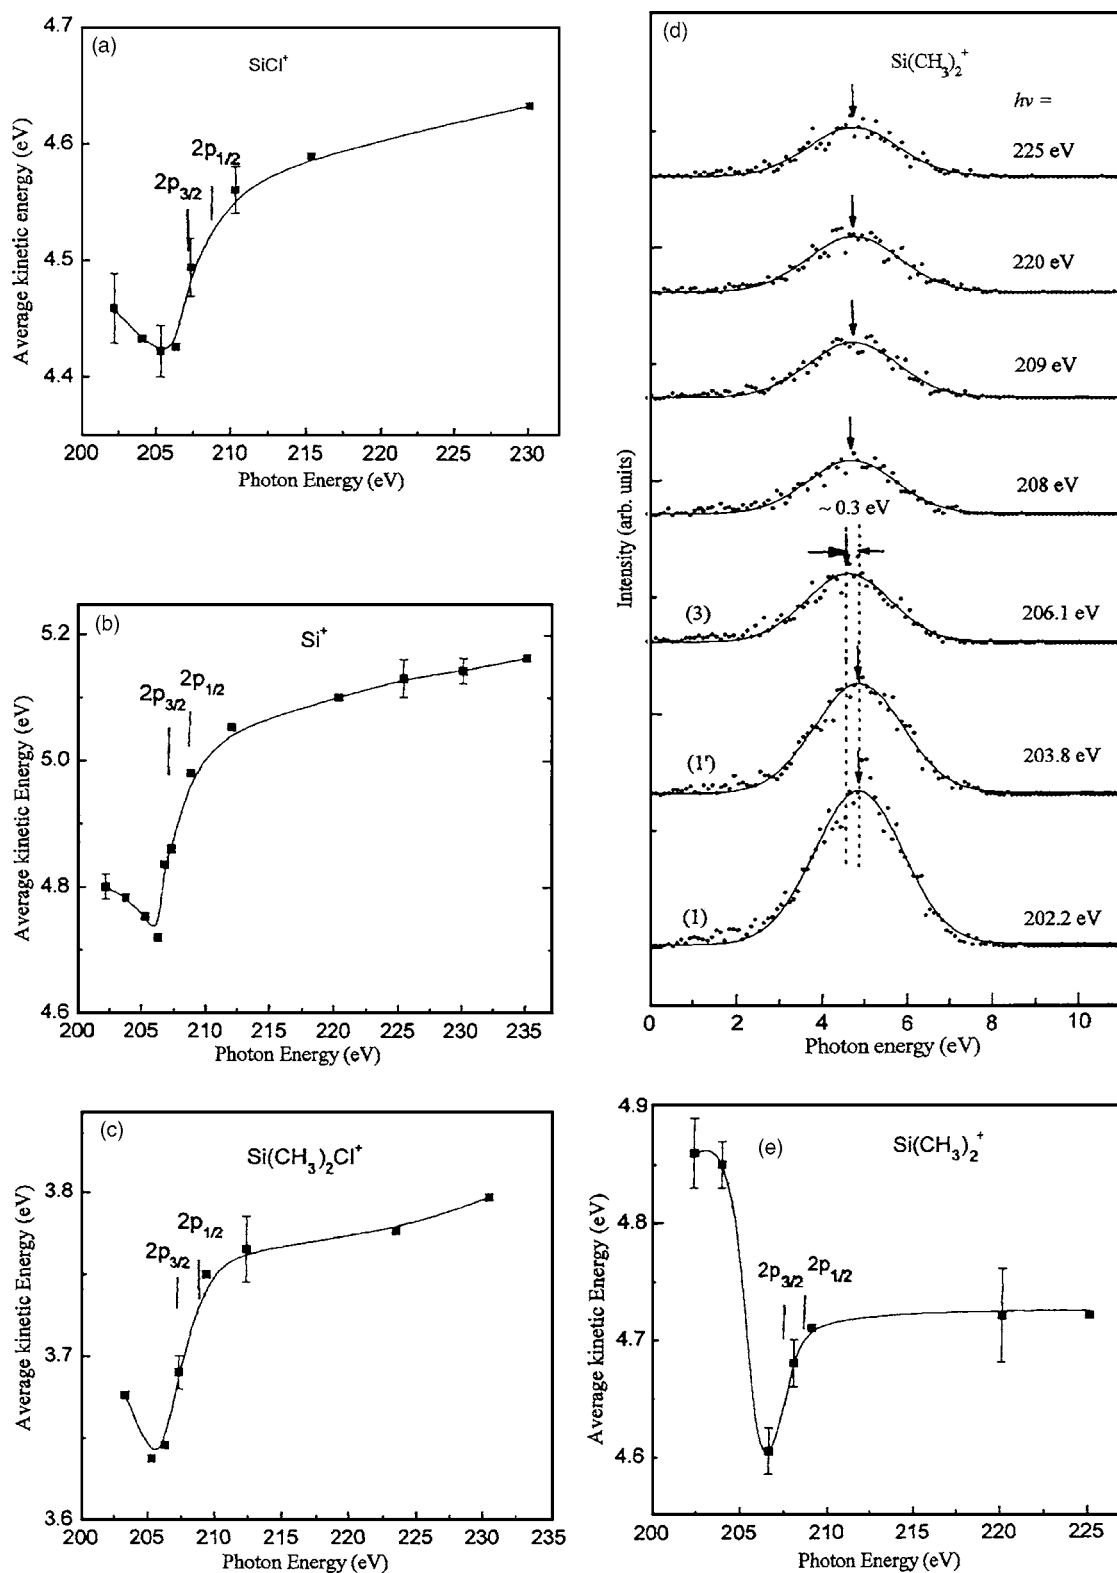 (a)
SiCl+
2p1/2
2p3/2
4.7
4.6
4.5
4.4
Average kinetic energy (eV)
200 205 210 215 220 225 230
Photon Energy (eV)
(b)
Si+
2p1/2
2p3/2
5.2
5.0
4.8
4.6
Average kinetic Energy (eV)
200 205 210 215 220 225 230 235
Photon Energy (eV)
(c)
Si(CH3)2Cl+
2p1/2
2p3/2
3.8
3.7
3.6
Average kinetic Energy (eV)
200 205 210 215 220 225 230 235
Photon Energy (eV)
(d)
Si(CH3)2+
hν =
225 eV
220 eV
209 eV
208 eV
~ 0.3 eV
(3) 206.1 eV
(1') 203.8 eV
(1) 202.2 eV
Intensity (arb. units)
0 2 4 6 8 10
Photon energy (eV)
(e)
Si(CH3)2+
2p3/2 2p1/2
4.9
4.8
4.7
4.6
Average kinetic Energy (eV)
200 205 210 215 220 225
Photon Energy (eV)